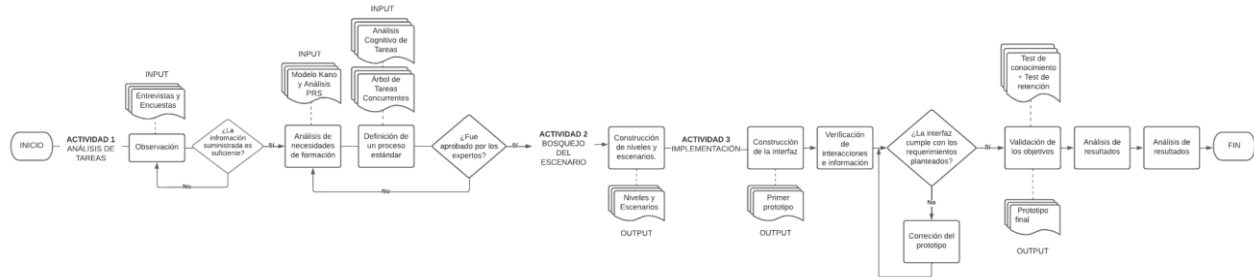 INICIO
ACTIVIDAD 1
ANÁLISIS DE
TAREAS
INPUT
Entrevistas y
Encuestas
Observación
¿La
infromación
suministrada es
suficiente?
No
SI
INPUT
Modelo Kano
y Análisis
PRS
Análisis de
necesidades
de formación
INPUT
Análisis
Cognitivo de
Tareas
Árbol de
Tareas
Concurrentes
Definición de
un proceso
estándar
¿Fue
aprobado por los
expertos?
No
SI
ACTIVIDAD 2
BOSQUEJO
DEL
ESCENARIO
Construcción
de niveles y
escenarios.
Niveles y
Escenarios
OUTPUT
ACTIVIDAD 3
IMPLEMENTACIÓN
Construcción
de la interfaz
Primer
prototipo
OUTPUT
Verificación
de
interacciones
e información
¿La interfaz
cumple con los
requerimientos
planteados?
No
Correción del
prototipo
SI
Test de
conocimiento
+ Test de
retención
Validación de
los objetivos
Prototipo
final
OUTPUT
Análisis de
resultados
Análisis de
resultados
FIN